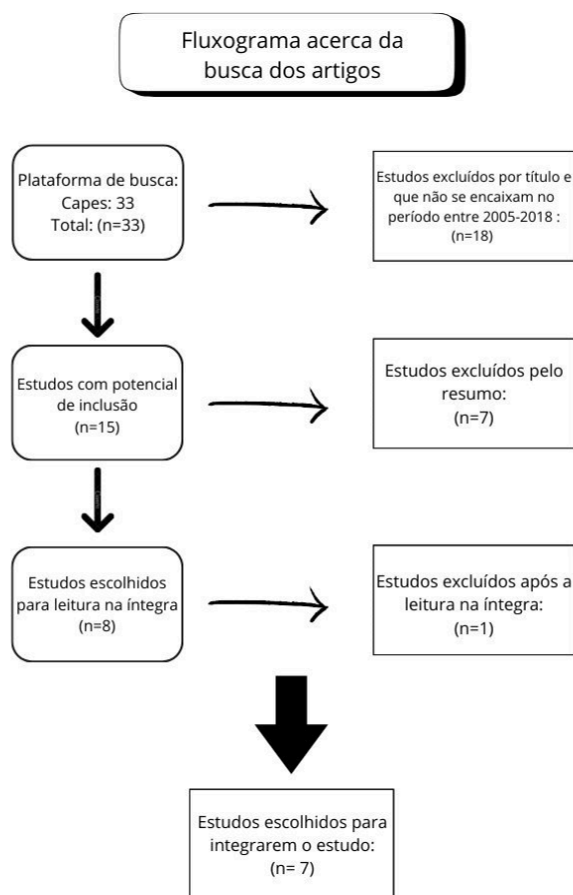 Fluxograma acerca da
busca dos artigos
Plataforma de busca:
Capes: 33
Total: (n=33)
Estudos excluídos por título e
que não se encaixam no
período entre 2005-2018 :
(n=18)
Estudos com potencial
de inclusão
(n=15)
Estudos excluídos pelo
resumo:
(n=7)
Estudos escolhidos
para leitura na íntegra
(n=8)
Estudos excluídos após a
leitura na íntegra:
(n=1)
Estudos escolhidos para
integrarem o estudo:
(n= 7)